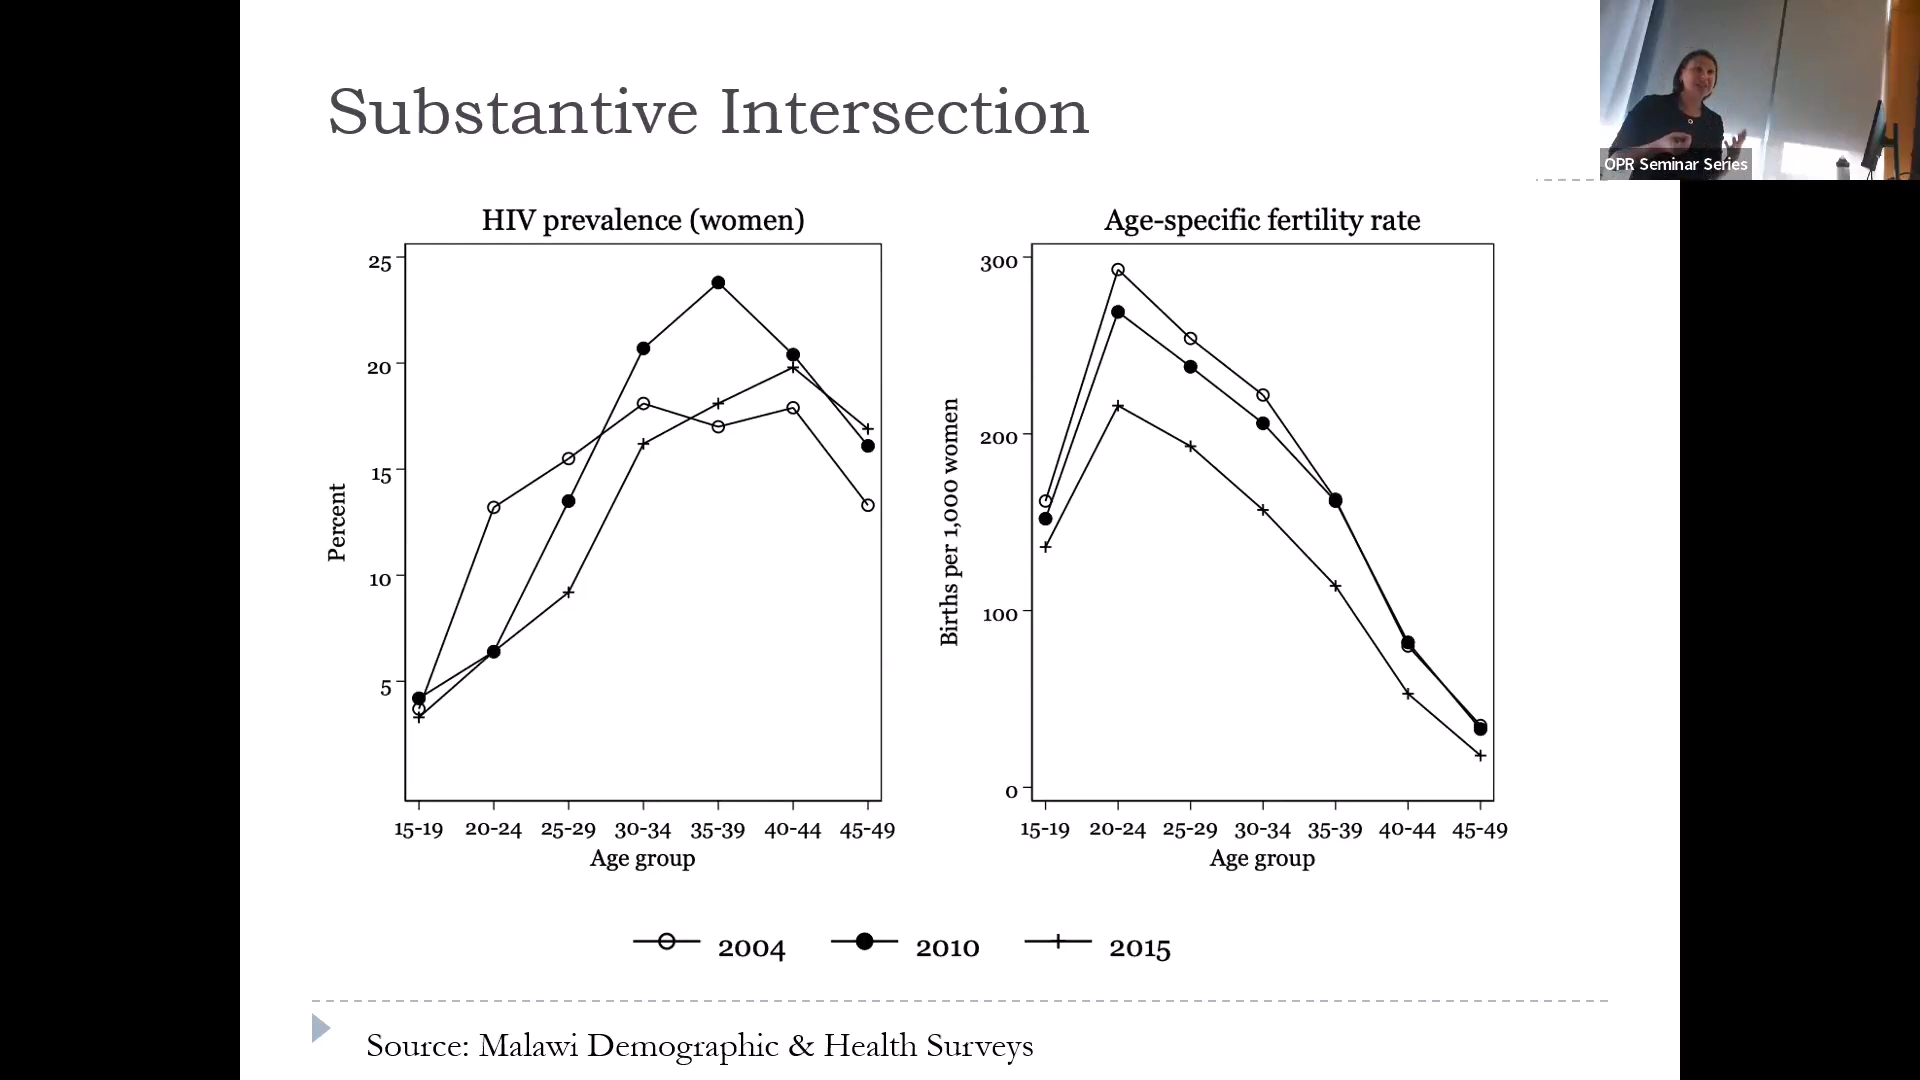 Substantive Intersection
OPR Seminar Series
HIV prevalence (women)
Percent
25
20
15
10
5
15-19 20-24 25-29 30-34 35-39 40-44 45-49
Age group
Age-specific fertility rate
Births per 1,000 women
300
200
100
0
15-19 20-24 25-29 30-34 35-39 40-44 45-49
Age group
2004 2010 2015
Source: Malawi Demographic & Health Surveys